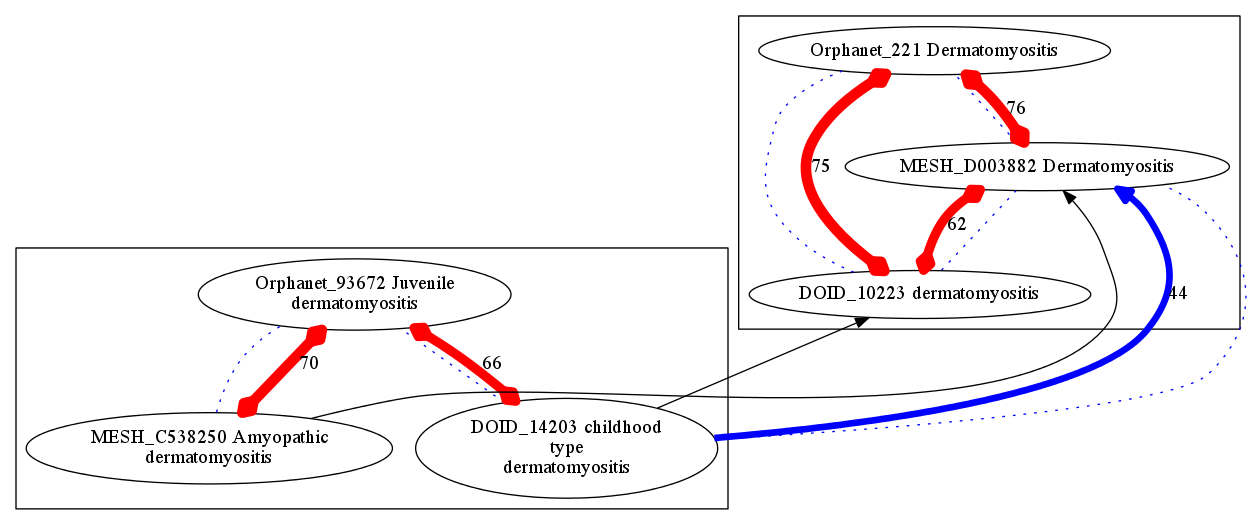 Orphanet_221 Dermatomyositis
76
MESH_D003882 Dermatomyositis
75
62
DOID_10223 dermatomyositis
44
Orphanet_93672 Juvenile
dermatomyositis
70
66
MESH_C538250 Amyopathic
dermatomyositis
DOID_14203 childhood
type
dermatomyositis